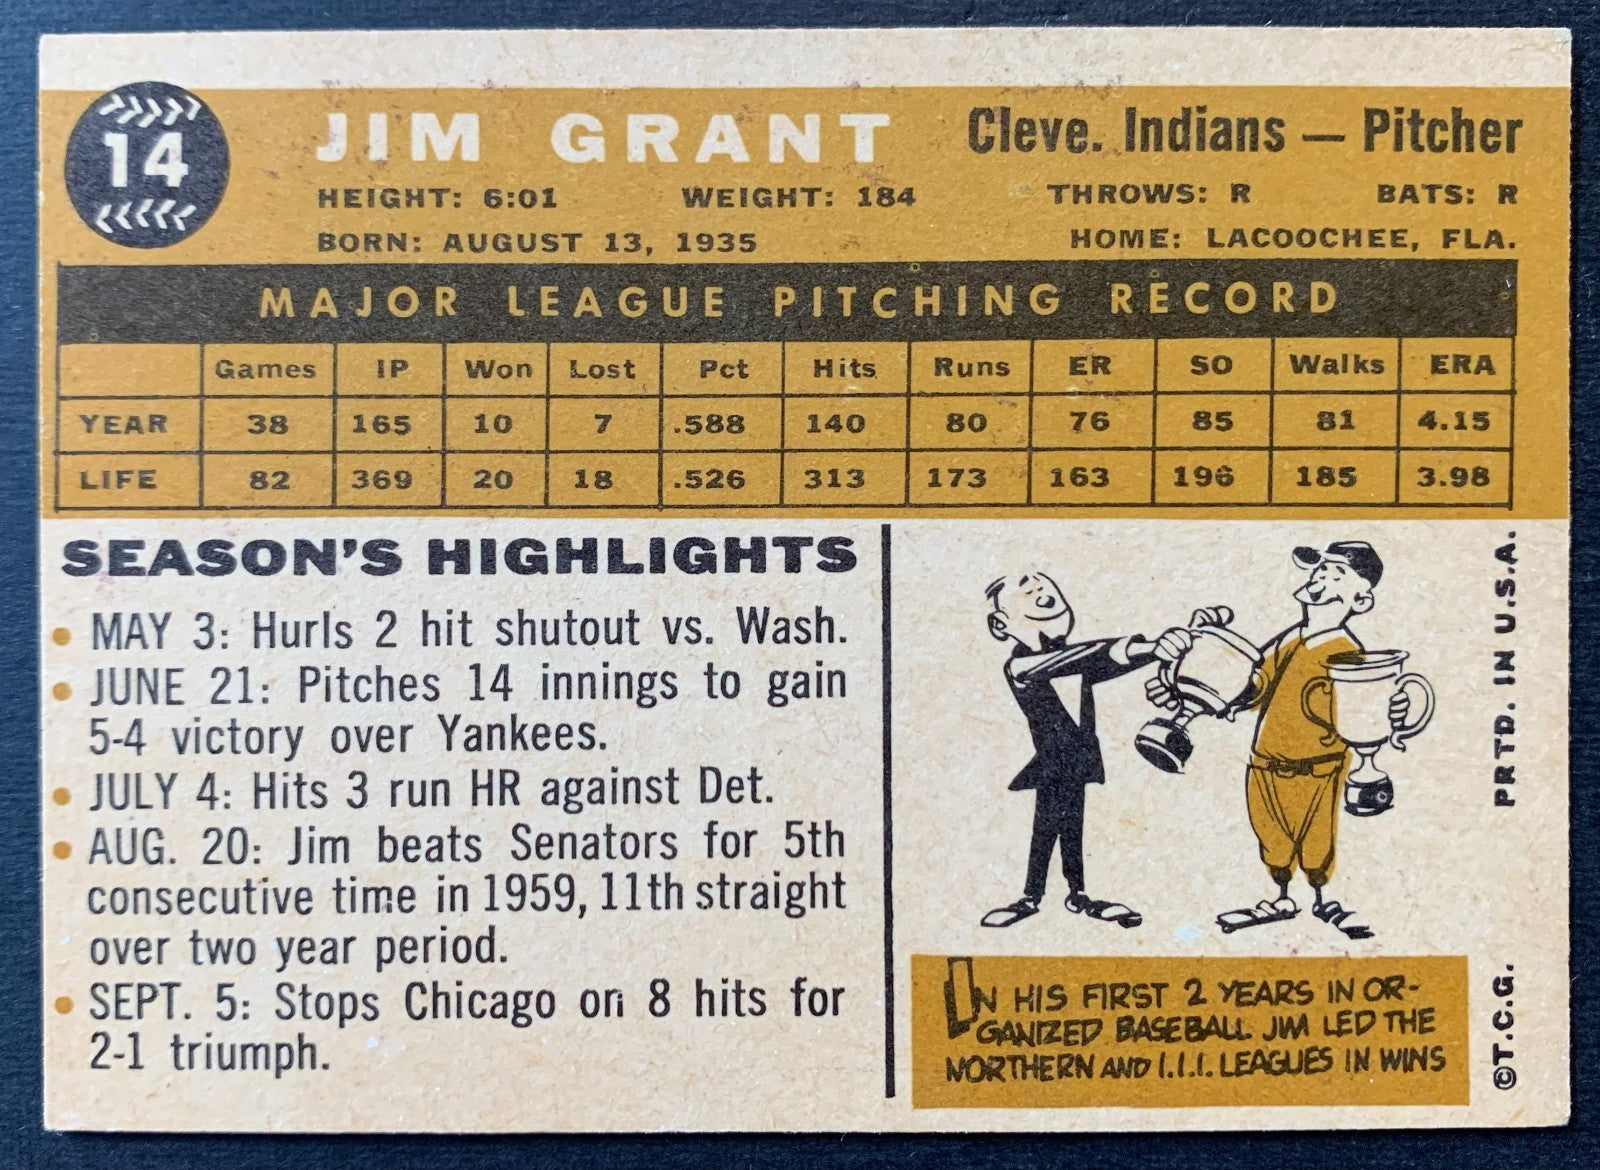 14
JIM GRANT
Cleve. Indians — Pitcher
HEIGHT: 6:01 WEIGHT: 184 THROWS: R BATS: R
BORN: AUGUST 13, 1935 HOME: LACOOCHEE, FLA.
MAJOR LEAGUE PITCHING RECORD
Games IP Won Lost Pct Hits Runs ER SO Walks ERA
YEAR 38 165 10 7 .588 140 80 76 85 81 4.15
LIFE 82 369 20 18 .526 313 173 163 196 185 3.98
SEASON'S HIGHLIGHTS
• MAY 3: Hurls 2 hit shutout vs. Wash.
• JUNE 21: Pitches 14 innings to gain
5-4 victory over Yankees.
• JULY 4: Hits 3 run HR against Det.
• AUG. 20: Jim beats Senators for 5th
consecutive time in 1959, 11th straight
over two year period.
• SEPT. 5: Stops Chicago on 8 hits for
2-1 triumph.
IN HIS FIRST 2 YEARS IN OR-
GANIZED BASEBALL JIM LED THE
NORTHERN AND I.I.I. LEAGUES IN WINS
©T.C.G. PRTD. IN U.S.A.